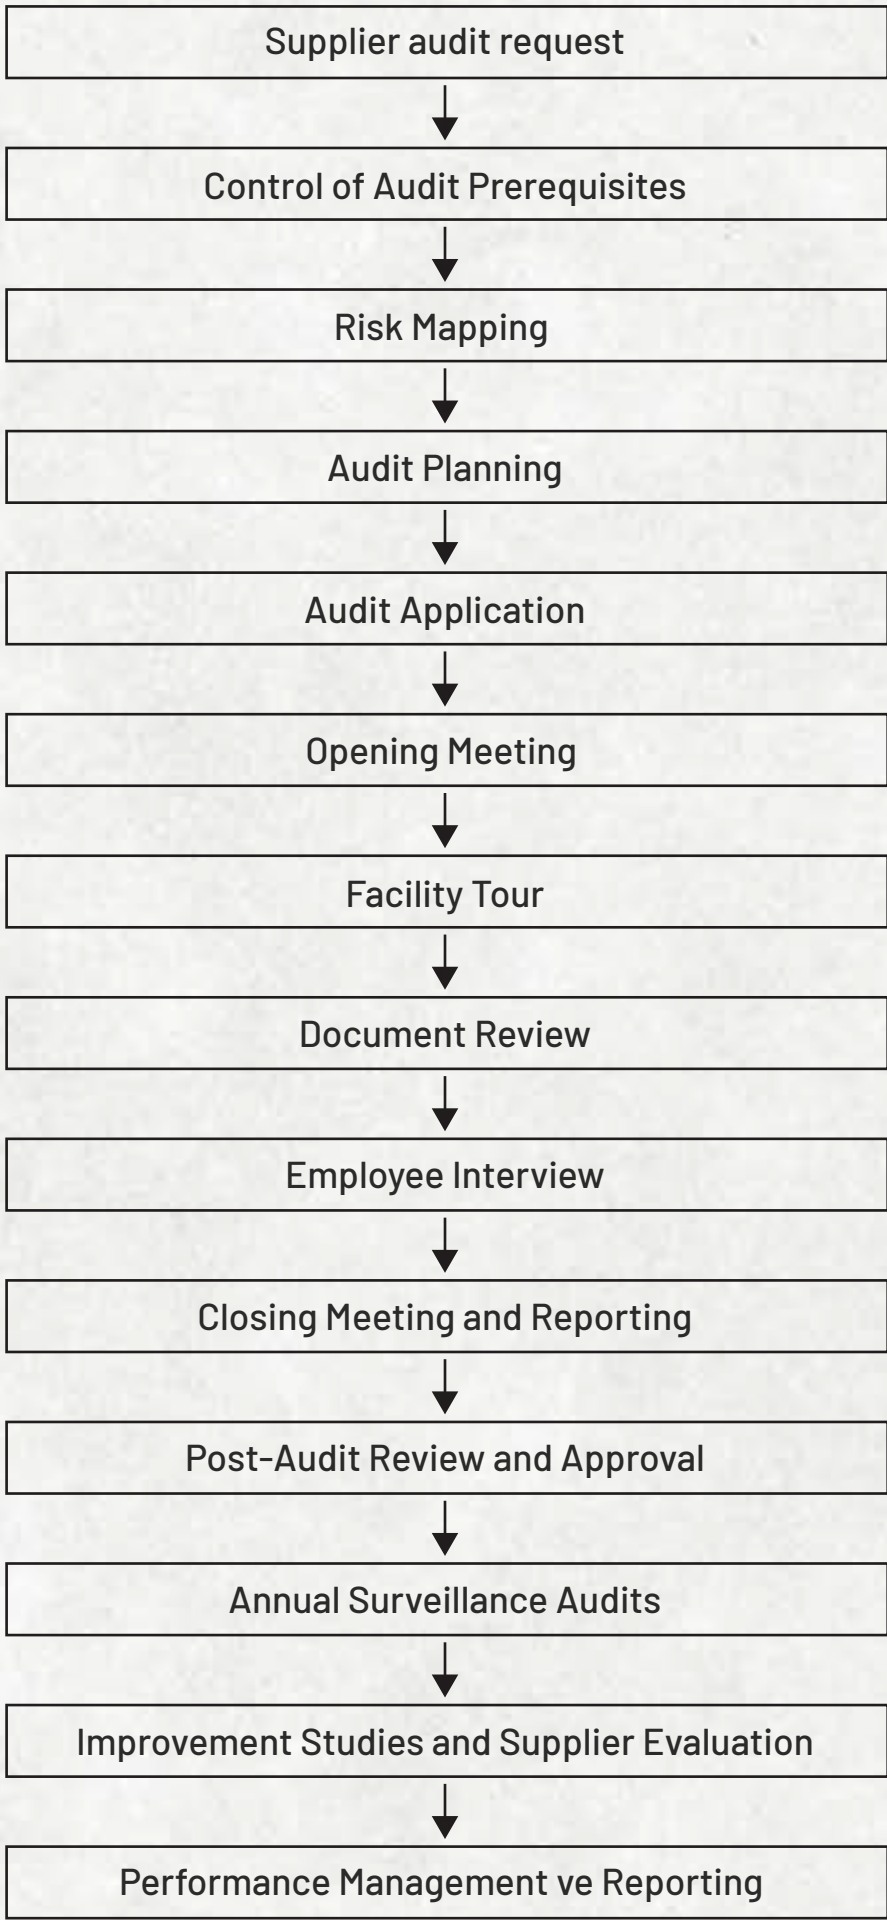 Supplier audit request
Control of Audit Prerequisites
Risk Mapping
Audit Planning
Audit Application
Opening Meeting
Facility Tour
Document Review
Employee Interview
Closing Meeting and Reporting
Post-Audit Review and Approval
Annual Surveillance Audits
Improvement Studies and Supplier Evaluation
Performance Management ve Reporting